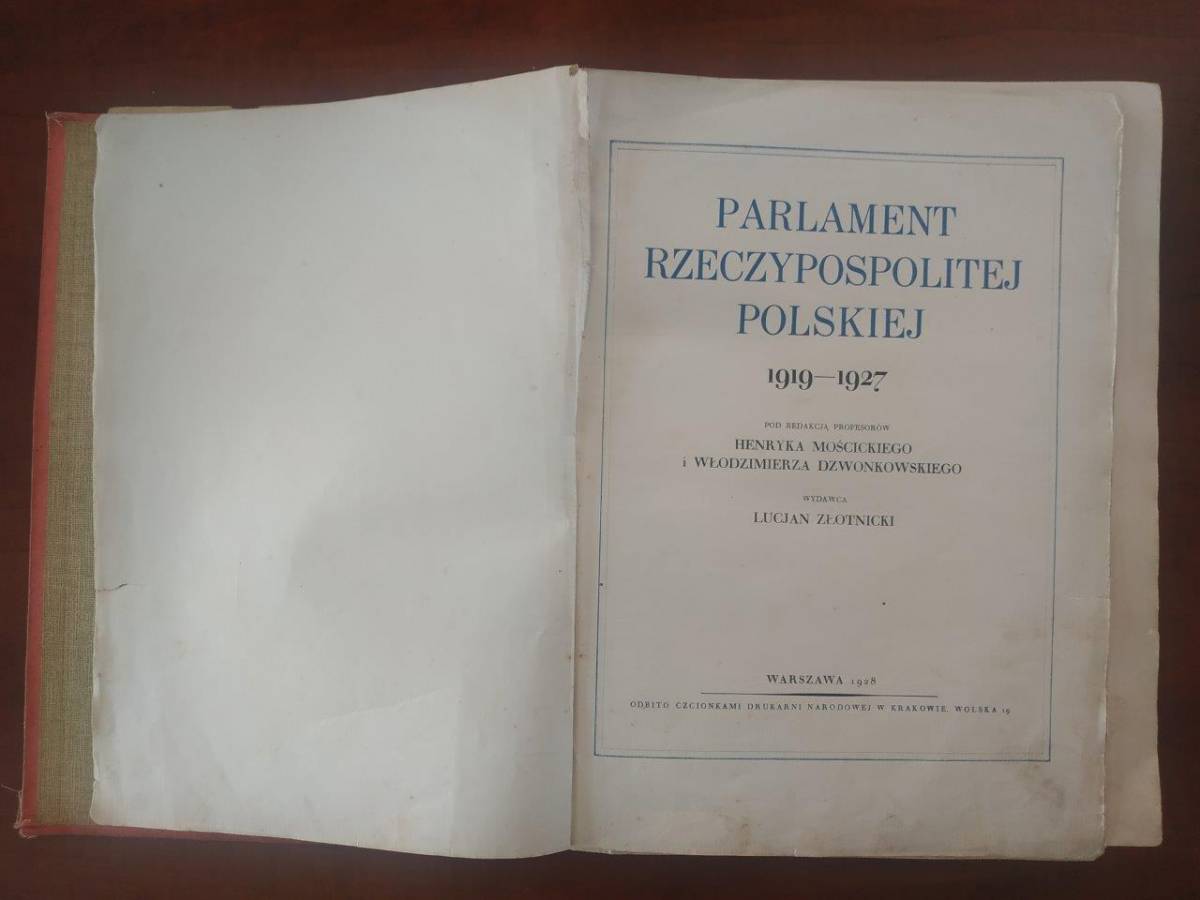 PARLAMENT
RZECZYPOSPOLITEJ
POLSKIEJ
1919—1927
POD REDAKCJĄ PROFESORÓW
HENRYKA MOŚCICKIEGO
i WŁODZIMIERZA DZWONKOWSKIEGO
WYDAWCA
LUCJAN ZŁOTNICKI
WARSZAWA 1928
ODBITO CZCIONKAMI DRUKARNI NARODOWEJ W KRAKOWIE, WOLSKA 19